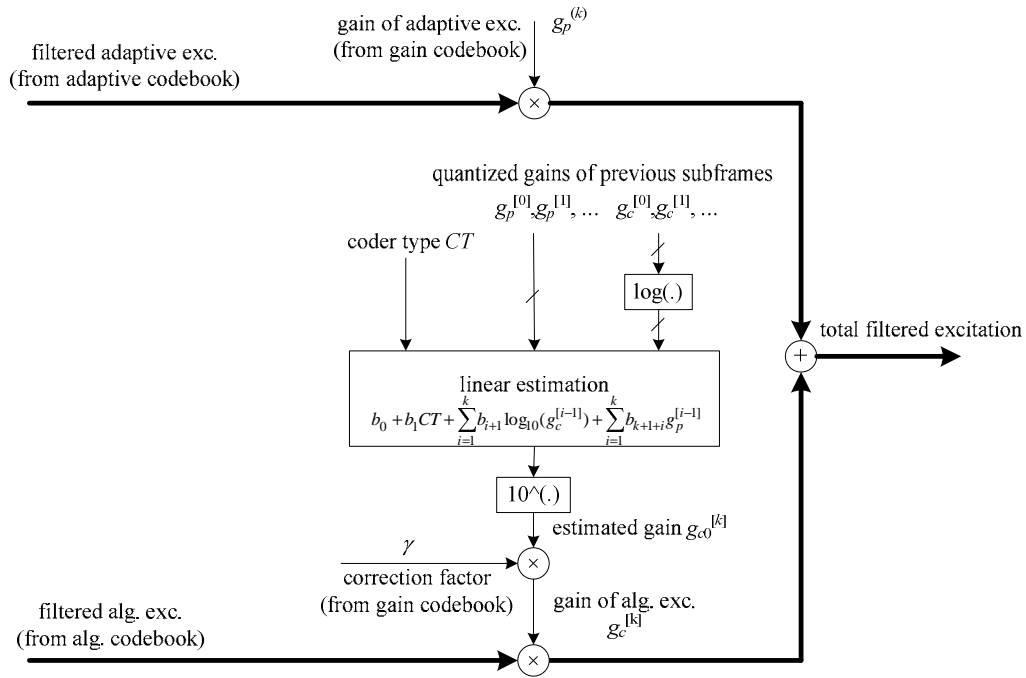 gain of adaptive exc.
(from gain codebook)
g_p^(k)
filtered adaptive exc.
(from adaptive codebook)
×
quantized gains of previous subframes
g_p^[0],g_p^[1], … g_c^[0],g_c^[1], …
coder type CT
log(.)
total filtered excitation
+
linear estimation
b_0 + b_1CT + ∑_{i=1}^{k} b_{i+1} log_10(g_c^{[i−1]}) + ∑_{i=1}^{k} b_{k+1+i} g_p^{[i−1]}
10^(.)
estimated gain g_c0^[k]
γ
×
correction factor
(from gain codebook)
gain of alg. exc.
g_c^[k]
filtered alg. exc.
(from alg. codebook)
×